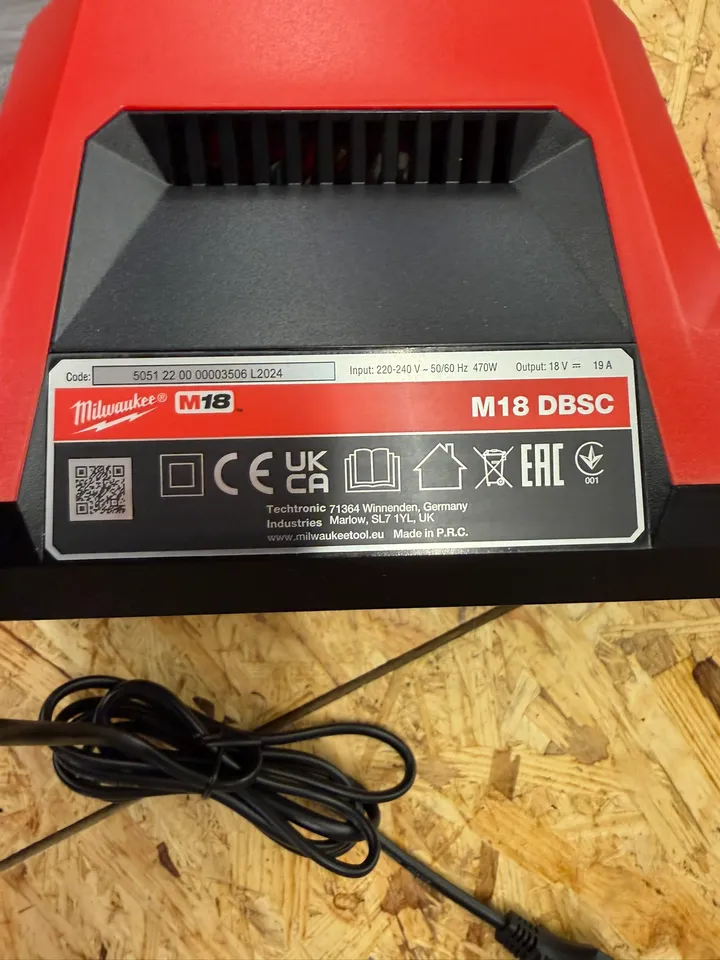 Code: 5051 22 00 00003506 L2024 Input: 220-240 V ~ 50/60 Hz 470W Output: 18 V ⎓ 19 A
Milwaukee® M18™ M18 DBSC
CE UK CA EAC 001
Techtronic Industries 71364 Winnenden, Germany
Marlow, SL7 1YL, UK
www.milwaukeetool.eu Made in P.R.C.